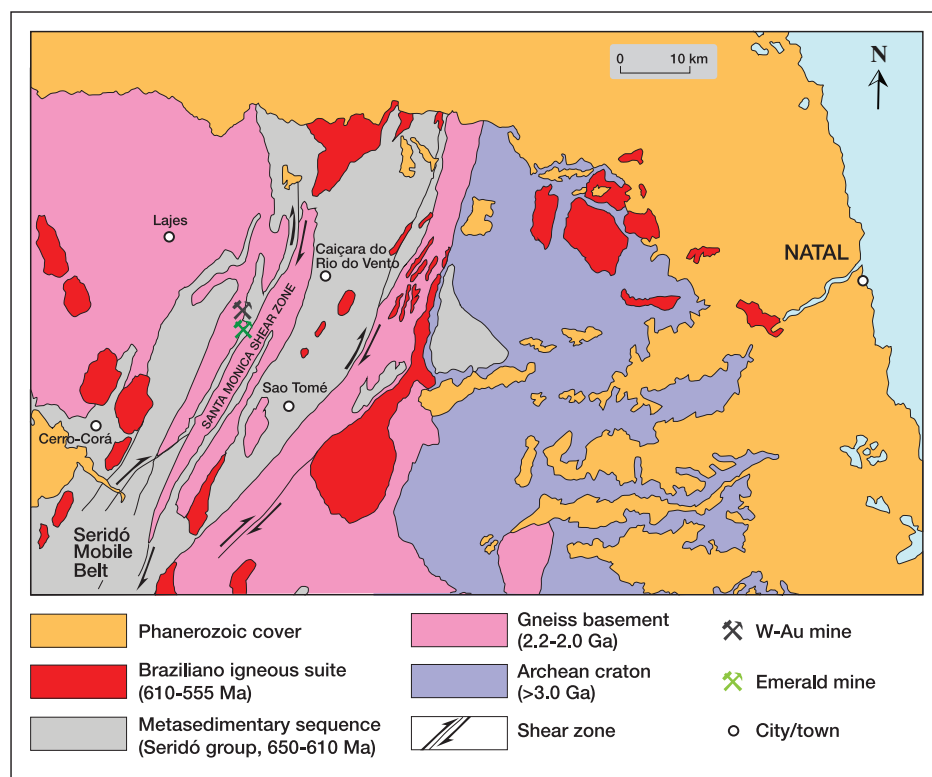 0 10 km
N
Lajes
Caiçara do
Rio do Vento
NATAL
SANTA MONICA SHEAR ZONE
Sao Tomé
Cerro-Corá
Seridó
Mobile
Belt
Phanerozoic cover
Braziliano igneous suite
(610-555 Ma)
Metasedimentary sequence
(Seridó group, 650-610 Ma)
Gneiss basement
(2.2-2.0 Ga)
Archean craton
(>3.0 Ga)
Shear zone
W-Au mine
Emerald mine
City/town